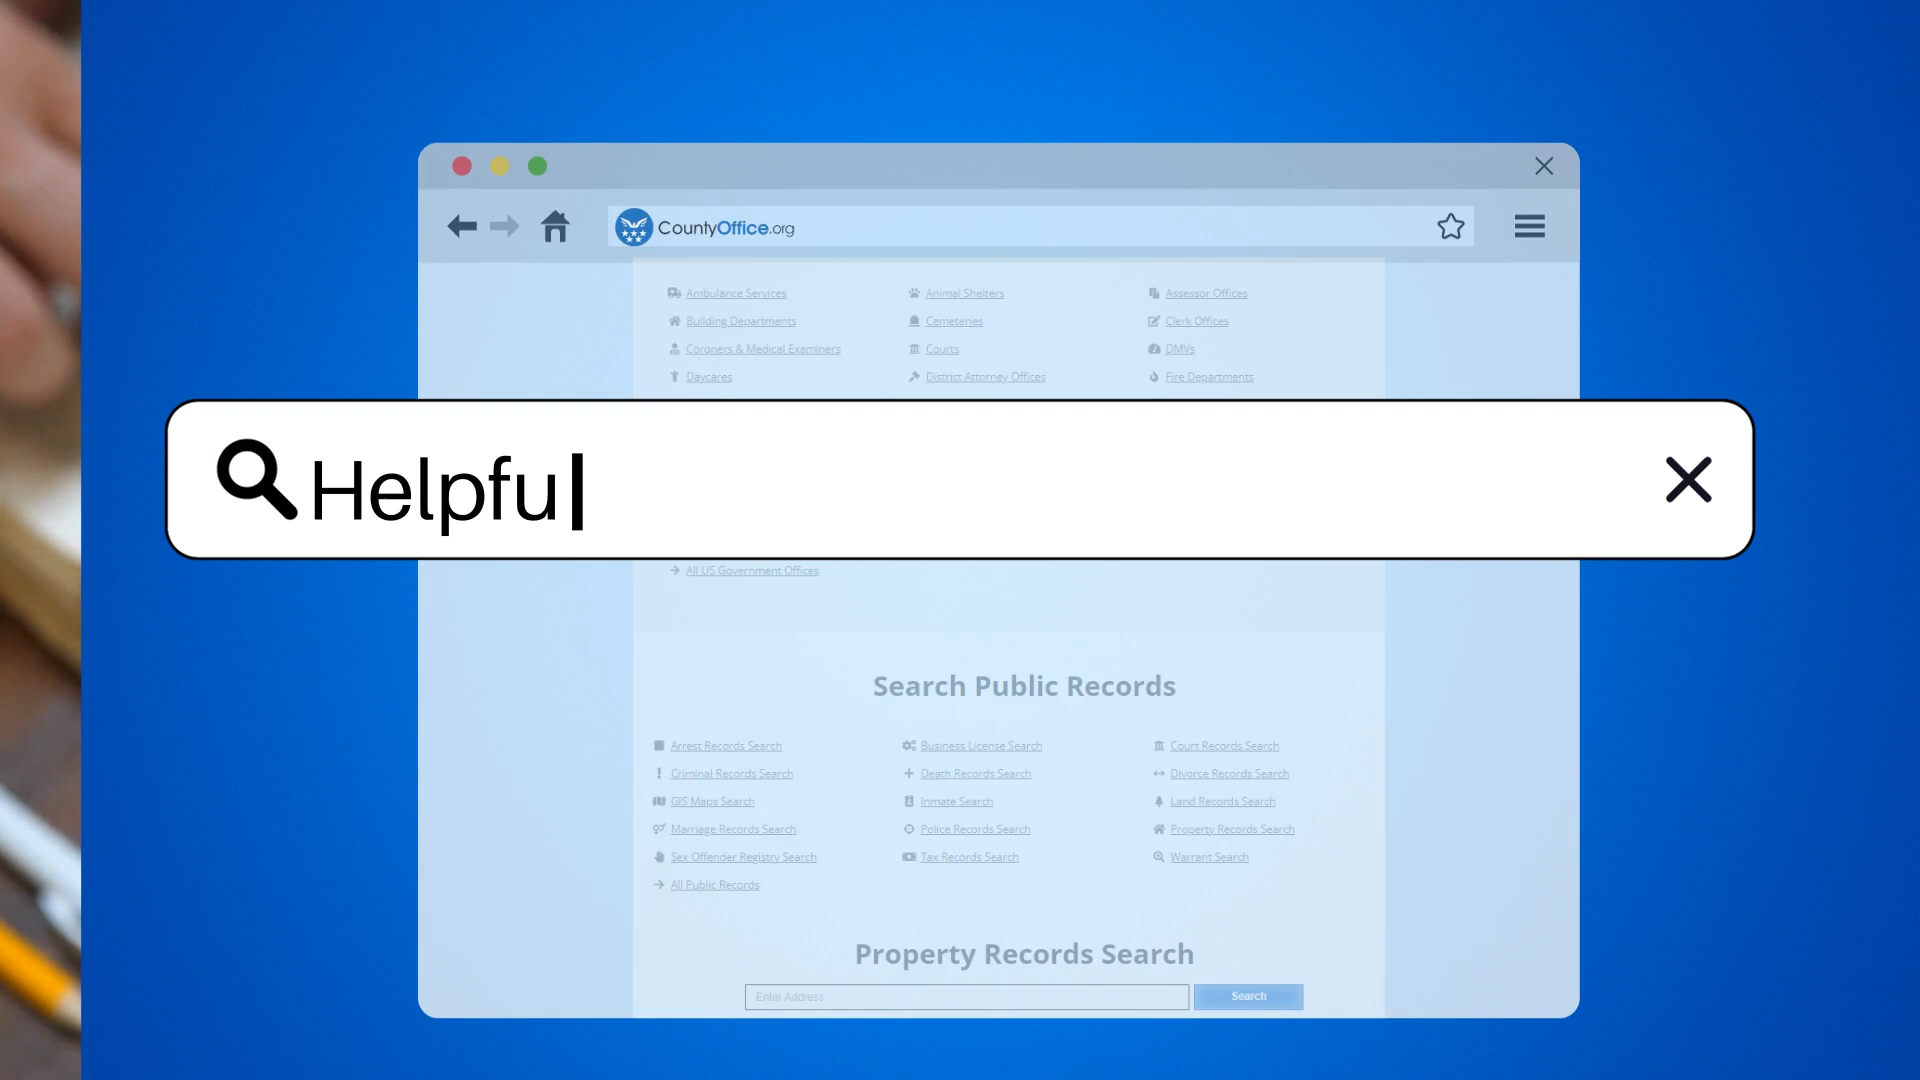 CountyOffice.org
Ambulance Services Animal Shelters Assessor Offices
Building Departments Cemeteries Clerk Offices
Coroners & Medical Examiners Courts DMVs
Daycares District Attorney Offices Fire Departments
Helpfu
All US Government Offices
Search Public Records
Arrest Records Search Business License Search Court Records Search
Criminal Records Search Death Records Search Divorce Records Search
GIS Maps Search Inmate Search Land Records Search
Marriage Records Search Police Records Search Property Records Search
Sex Offender Registry Search Tax Records Search Warrant Search
All Public Records
Property Records Search
Enter Address Search